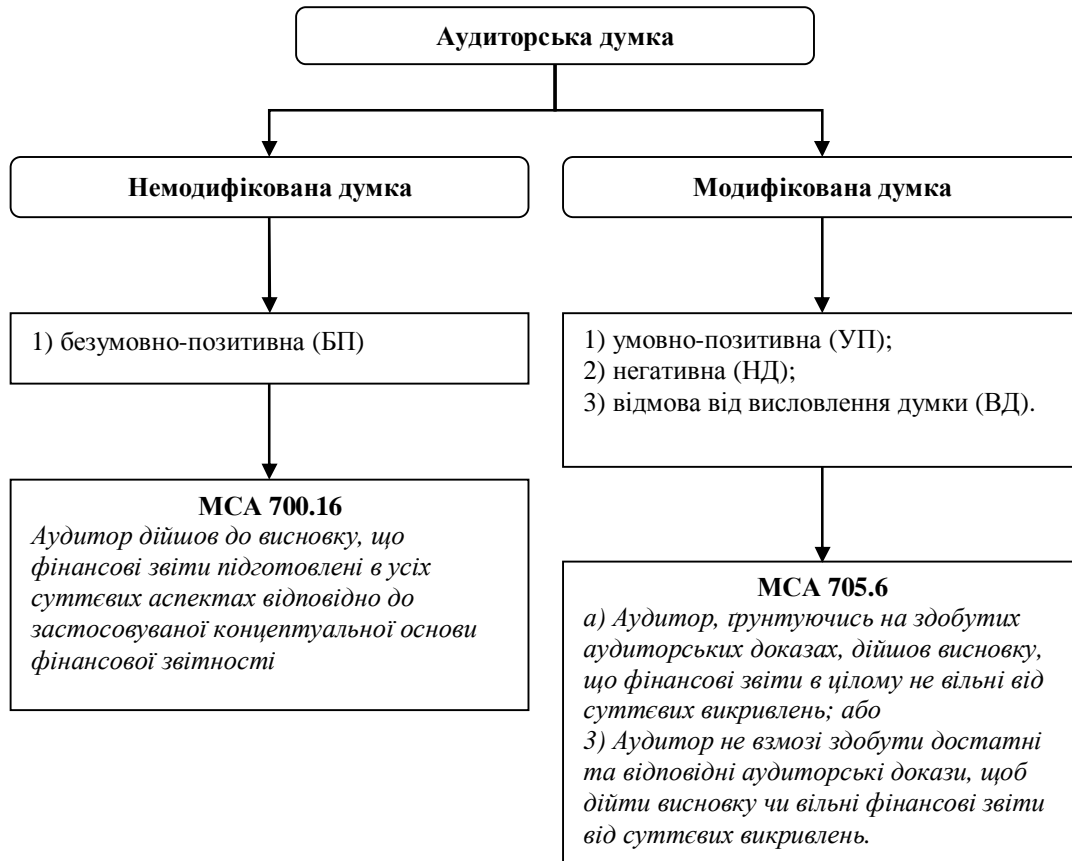 Аудиторська думка
Немодифікована думка
Модифікована думка
1) безумовно-позитивна (БП)
1) умовно-позитивна (УП);
2) негативна (НД);
3) відмова від висловлення думки (ВД).
МСА 700.16
Аудитор дійшов до висновку, що
фінансові звіти підготовлені в усіх
суттєвих аспектах відповідно до
застосовуваної концептуальної основи
фінансової звітності
МСА 705.6
а) Аудитор, ґрунтуючись на здобутих
аудиторських доказах, дійшов висновку,
що фінансові звіти в цілому не вільні від
суттєвих викривлень; або
3) Аудитор не взмозі здобути достатні
та відповідні аудиторські докази, щоб
дійти висновку чи вільні фінансові звіти
від суттєвих викривлень.